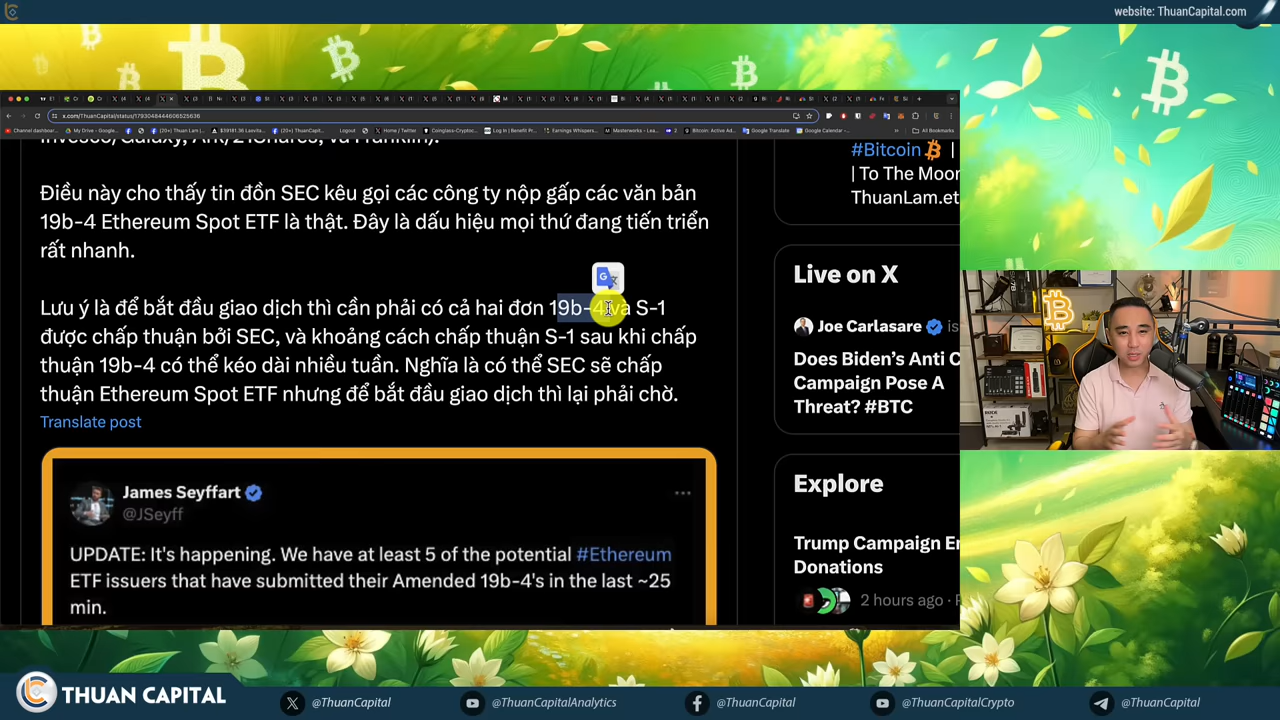 website: ThuanCapital.com
x.com/ThuanCapital/status/1793048444606525636
Điều này cho thấy tin đồn SEC kêu gọi các công ty nộp gấp các văn bản
19b-4 Ethereum Spot ETF là thật. Đây là dấu hiệu mọi thứ đang tiến triển
rất nhanh.
Lưu ý là để bắt đầu giao dịch thì cần phải có cả hai đơn 19b-4 và S-1
được chấp thuận bởi SEC, và khoảng cách chấp thuận S-1 sau khi chấp
thuận 19b-4 có thể kéo dài nhiều tuần. Nghĩa là có thể SEC sẽ chấp
thuận Ethereum Spot ETF nhưng để bắt đầu giao dịch thì lại phải chờ.
Translate post
James Seyffart
@JSeyff
UPDATE: It's happening. We have at least 5 of the potential #Ethereum
ETF issuers that have submitted their Amended 19b-4's in the last ~25
min.
#Bitcoin |
| To The Moon
ThuanLam.et
Live on X
Joe Carlasare is
Does Biden's Anti C
Campaign Pose A
Threat? #BTC
Explore
Trump Campaign
Donations
2 hours ago
THUAN CAPITAL
@ThuanCapital
@ThuanCapitalAnalytics
@ThuanCapital
@ThuanCapitalCrypto
@ThuanCapital